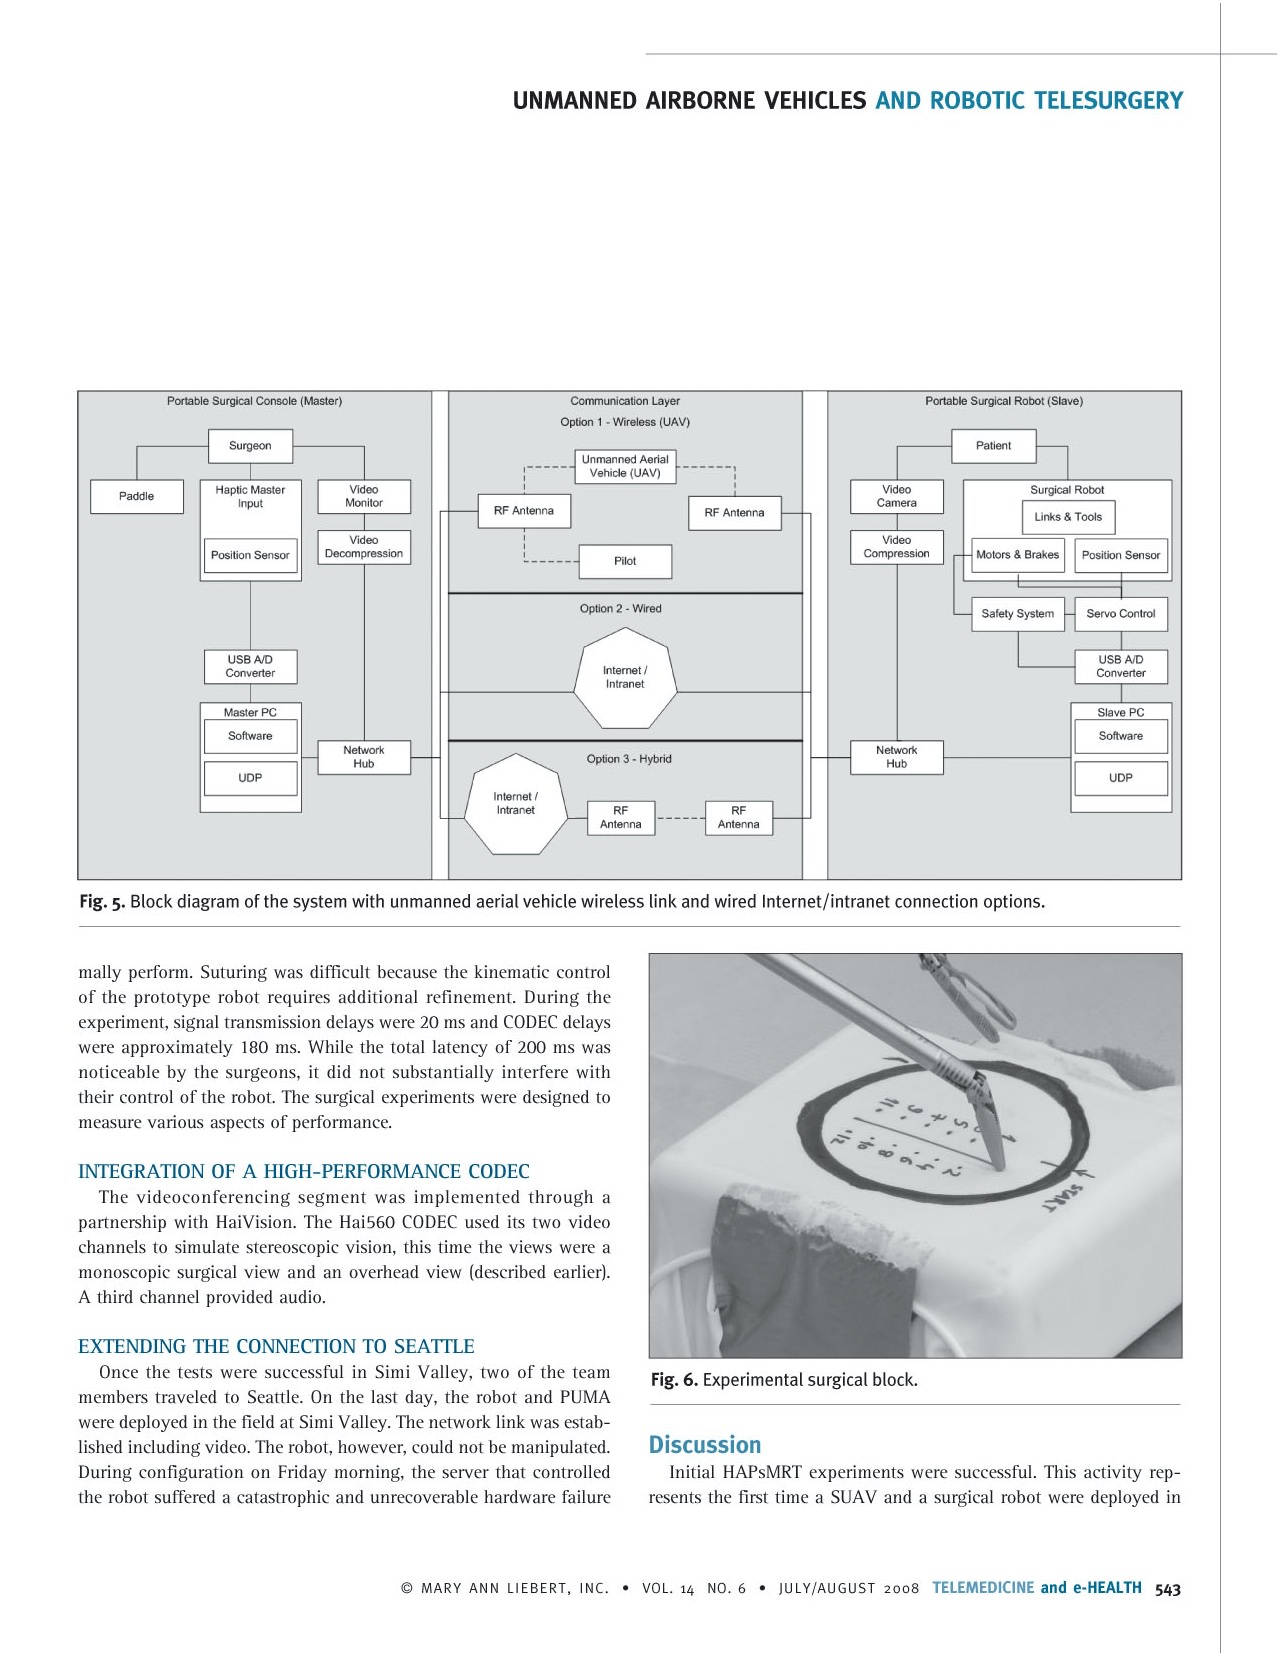 UNMANNED AIRBORNE VEHICLES AND ROBOTIC TELESURGERY
Portable Surgical Console (Master)
Surgeon
Paddle
Haptic Master
Input
Position Sensor
Video
Monitor
Video
Decompression
USB A/D
Converter
Master PC
Software
UDP
Network
Hub
Communication Layer
Option 1 - Wireless (UAV)
Unmanned Aerial
Vehicle (UAV)
RF Antenna
RF Antenna
Pilot
Option 2 - Wired
Internet /
Intranet
Option 3 - Hybrid
Internet /
Intranet
RF
Antenna
RF
Antenna
Portable Surgical Robot (Slave)
Patient
Video
Camera
Video
Compression
Surgical Robot
Links & Tools
Motors & Brakes
Position Sensor
Safety System
Servo Control
USB A/D
Converter
Network
Hub
Slave PC
Software
UDP
Fig. 5. Block diagram of the system with unmanned aerial vehicle wireless link and wired Internet/intranet connection options.
mally perform. Suturing was difficult because the kinematic control
of the prototype robot requires additional refinement. During the
experiment, signal transmission delays were 20 ms and CODEC delays
were approximately 180 ms. While the total latency of 200 ms was
noticeable by the surgeons, it did not substantially interfere with
their control of the robot. The surgical experiments were designed to
measure various aspects of performance.
INTEGRATION OF A HIGH-PERFORMANCE CODEC
The videoconferencing segment was implemented through a
partnership with HaiVision. The Hai560 CODEC used its two video
channels to simulate stereoscopic vision, this time the views were a
monoscopic surgical view and an overhead view (described earlier).
A third channel provided audio.
EXTENDING THE CONNECTION TO SEATTLE
Once the tests were successful in Simi Valley, two of the team
members traveled to Seattle. On the last day, the robot and PUMA
were deployed in the field at Simi Valley. The network link was estab-
lished including video. The robot, however, could not be manipulated.
During configuration on Friday morning, the server that controlled
the robot suffered a catastrophic and unrecoverable hardware failure
START
Fig. 6. Experimental surgical block.
Discussion
Initial HAPsMRT experiments were successful. This activity rep-
resents the first time a SUAV and a surgical robot were deployed in
© MARY ANN LIEBERT, INC. • VOL. 14 NO. 6 • JULY/AUGUST 2008 TELEMEDICINE and e-HEALTH 543